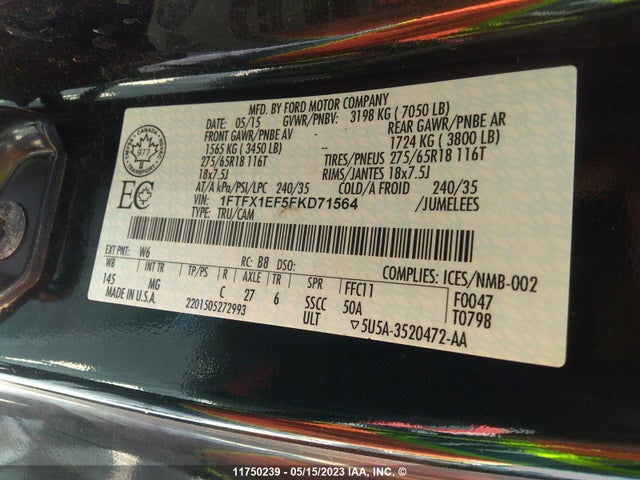 MFD. BY FORD MOTOR COMPANY
DATE: 05/15 GVWR/PNBV: 3198 KG (7050 LB)
FRONT GAWR/PNBE AV REAR GAWR/PNBE AR
1565 KG (3450 LB) 1724 KG (3800 LB)
275/65R18 116T TIRES/PNEUS 275/65R18 116T
18x7.5J RIMS/JANTES 18x7.5J
AT/A kPa/PSI/LPC 240/35 COLD/A FROID 240/35
VIN: 1FTFX1EF5FKD71564 /JUMELEES
TYPE: TRU/CAM
CANADA
TRANSPORT
EC
EXT PNT: W6 RC: B8 DSO: COMPLIES: ICES/NMB-002
WB INT TR TP/PS R AXLE TR SPR FFC11 F0047
145 MG C 27 6 SSCC 50A T0798
MADE IN U.S.A. 2201505272993 ULT ▽5U5A-3520472-AA
11750239 - 05/15/2023 IAA, INC. ©